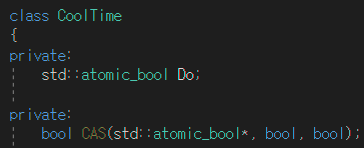 class CoolTime
{
private:
std::atomic_bool Do;
private:
bool CAS(std::atomic_bool*, bool, bool);